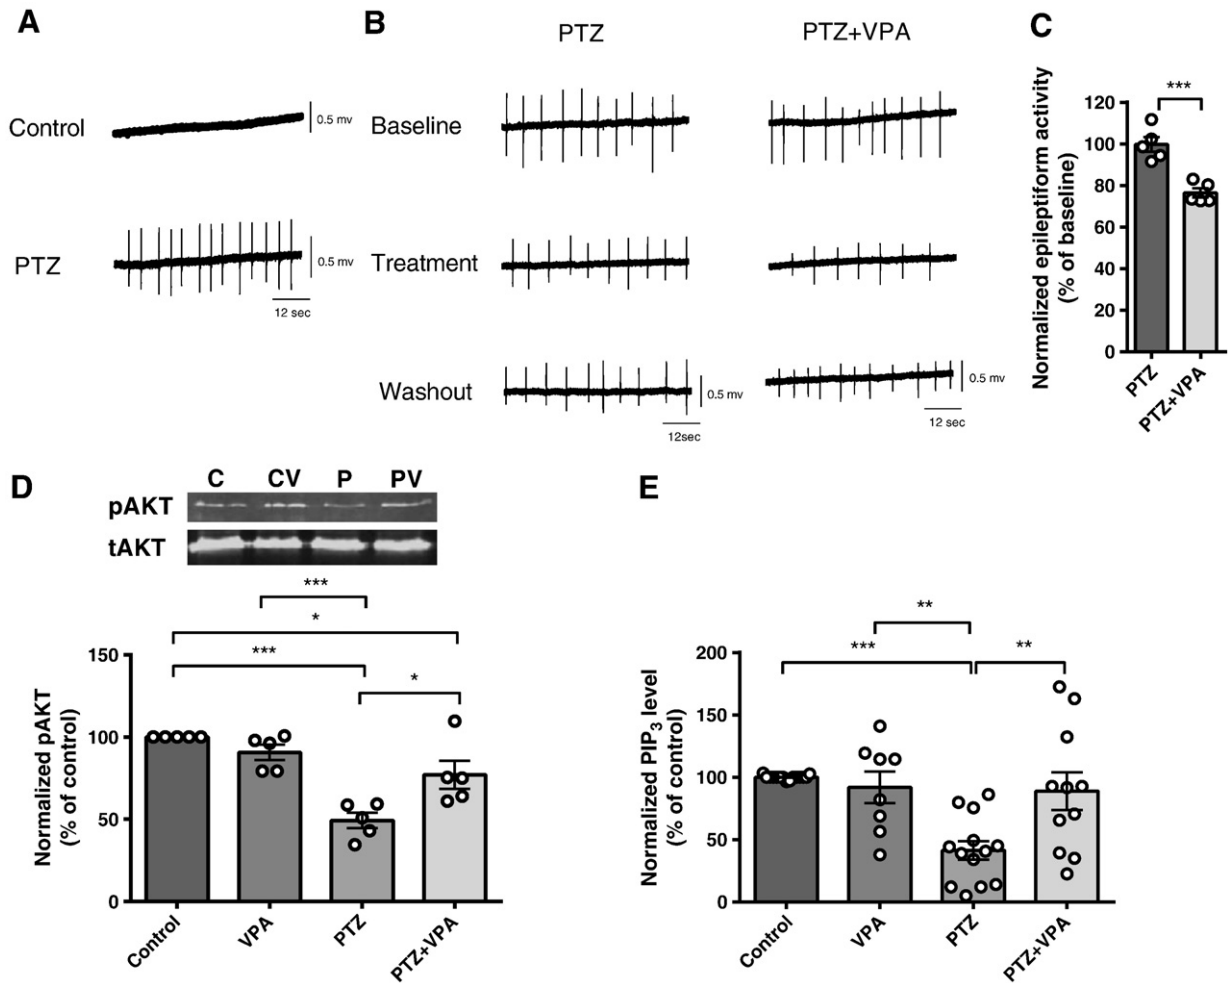 A
Control
0.5 mv
PTZ
0.5 mv
12 sec
B
PTZ
PTZ+VPA
Baseline
Treatment
Washout
0.5 mv
12sec
0.5 mv
12 sec
C
Normalized epileptiform activity
(% of baseline)
***
120
100
80
60
40
20
0
PTZ
PTZ+VPA
D
C CV P PV
pAKT
tAKT
***
*
***
*
Normalized pAKT
(% of control)
150
100
50
0
Control
VPA
PTZ
PTZ+VPA
E
**
***
**
Normalized PIP3 level
(% of control)
200
150
100
50
0
Control
VPA
PTZ
PTZ+VPA